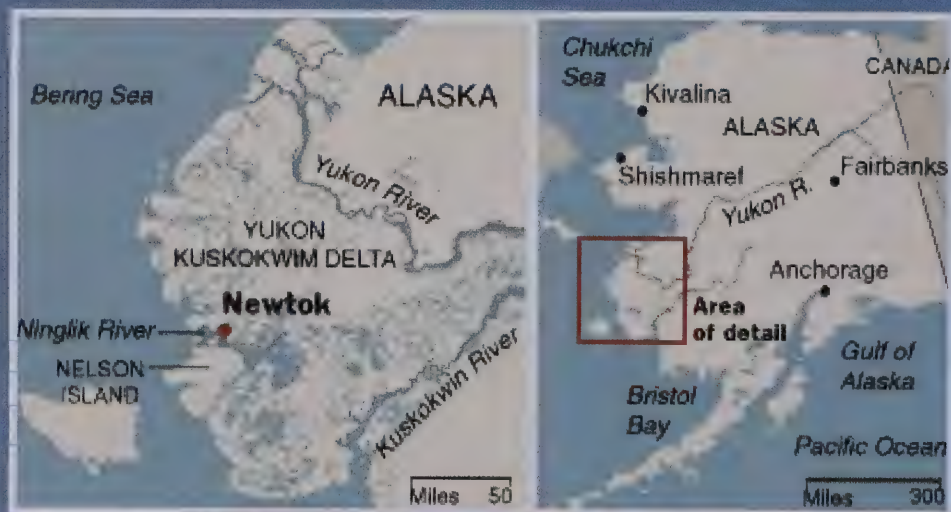 Bering Sea
ALASKA
Yukon River
YUKON
KUSKOKWIM DELTA
Newtok
Ninglik River
NELSON
ISLAND
Kuskokwin River
Miles 50
Chukchi
Sea
CANADA
Kivalina
ALASKA
Shishmaref
Fairbanks
Yukon R.
Anchorage
Area
of detail
Gulf of
Alaska
Bristol
Bay
Pacific Ocean
Miles 300